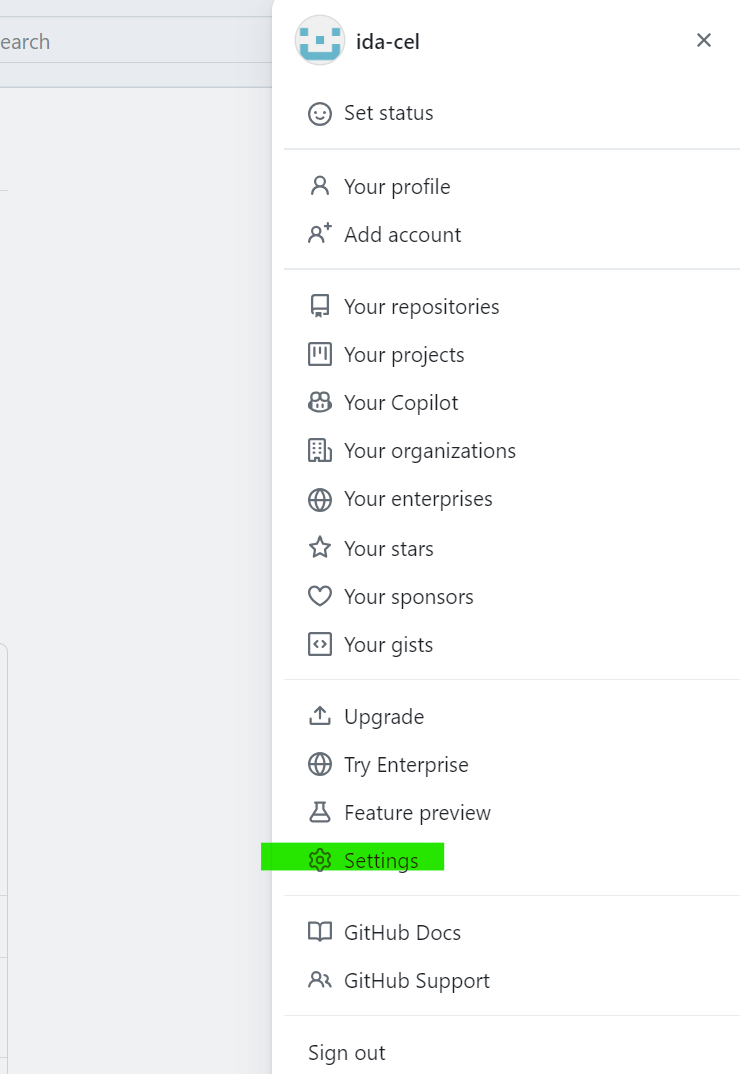 earch
ida-cel
Set status
Your profile
Add account
Your repositories
Your projects
Your Copilot
Your organizations
Your enterprises
Your stars
Your sponsors
Your gists
Upgrade
Try Enterprise
Feature preview
Settings
GitHub Docs
GitHub Support
Sign out